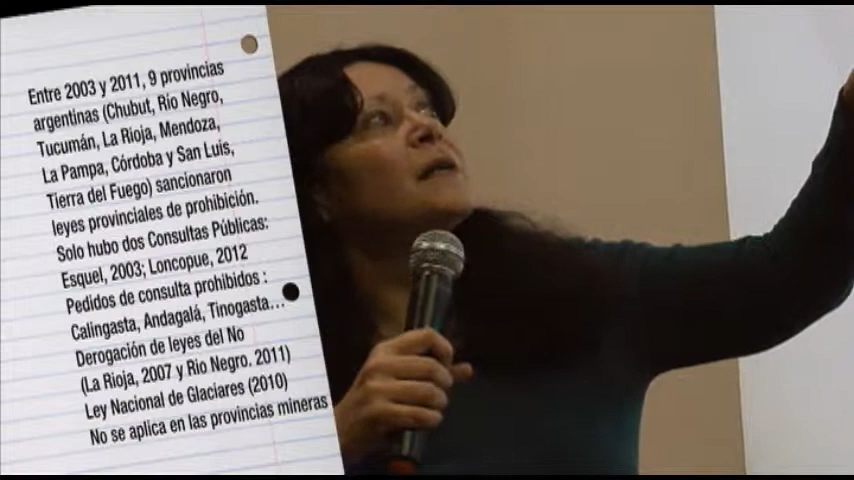 Entre 2003 y 2011, 9 provincias
argentinas (Chubut, Río Negro,
Tucumán, La Rioja, Mendoza,
La Pampa, Córdoba y San Luis,
Tierra del Fuego) sancionaron
leyes provinciales de prohibición.
Solo hubo dos Consultas Públicas:
Esquel, 2003; Loncopue, 2012
Pedidos de consulta prohibidos :
Calingasta, Andagalá, Tinogasta...
Derogación de leyes del No
(La Rioja, 2007 y Rio Negro. 2011)
Ley Nacional de Glaciares (2010)
No se aplica en las provincias mineras